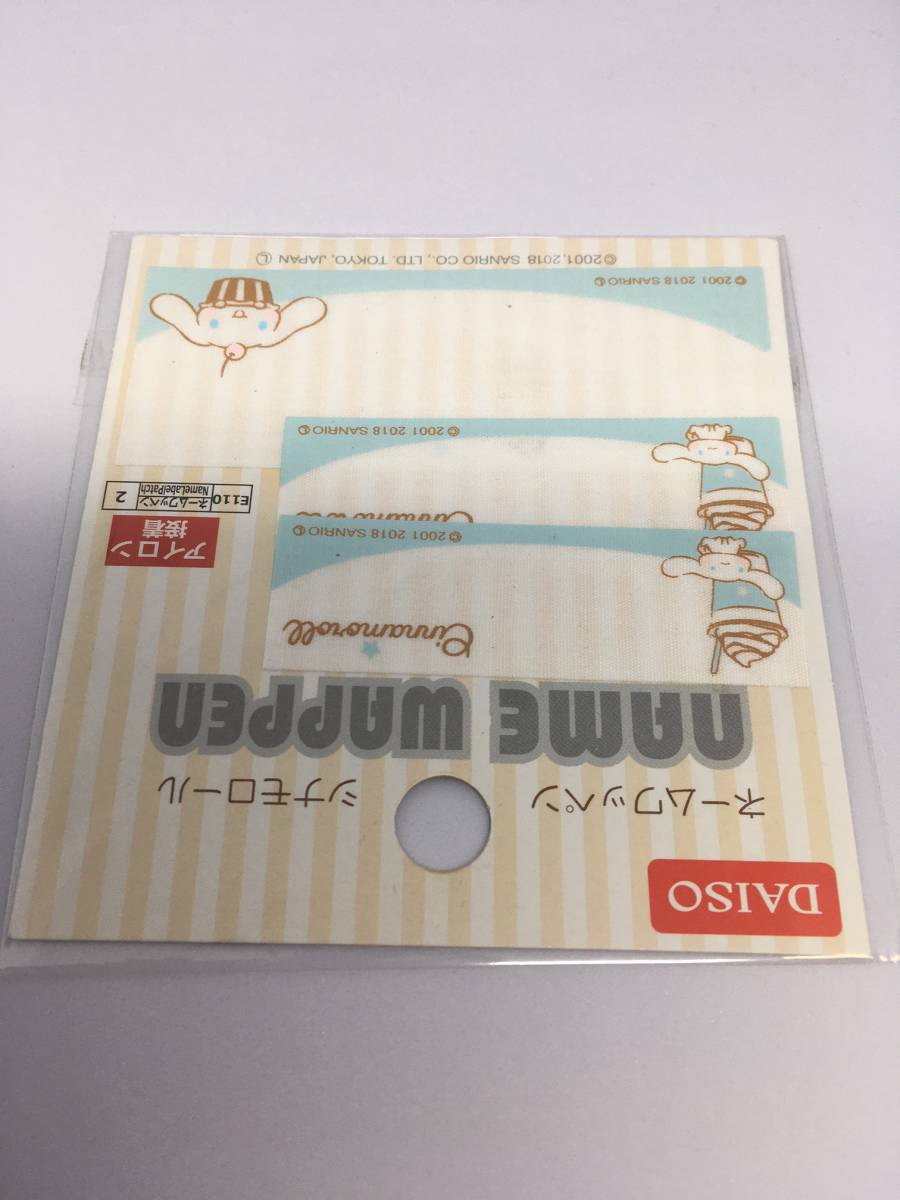 DAISO
ネームワッペン シナモロール
NAME WAPPEN
Cinnamoroll
©2001 2018 SANRIO Ⓛ
Cinnamoroll
©2001 2018 SANRIO Ⓛ
アイロン
接着
E110
ネームワッペン
NameLabelPatch
2
©2001 2018 SANRIO Ⓛ
©2001,2018 SANRIO CO., LTD. TOKYO, JAPAN Ⓛ